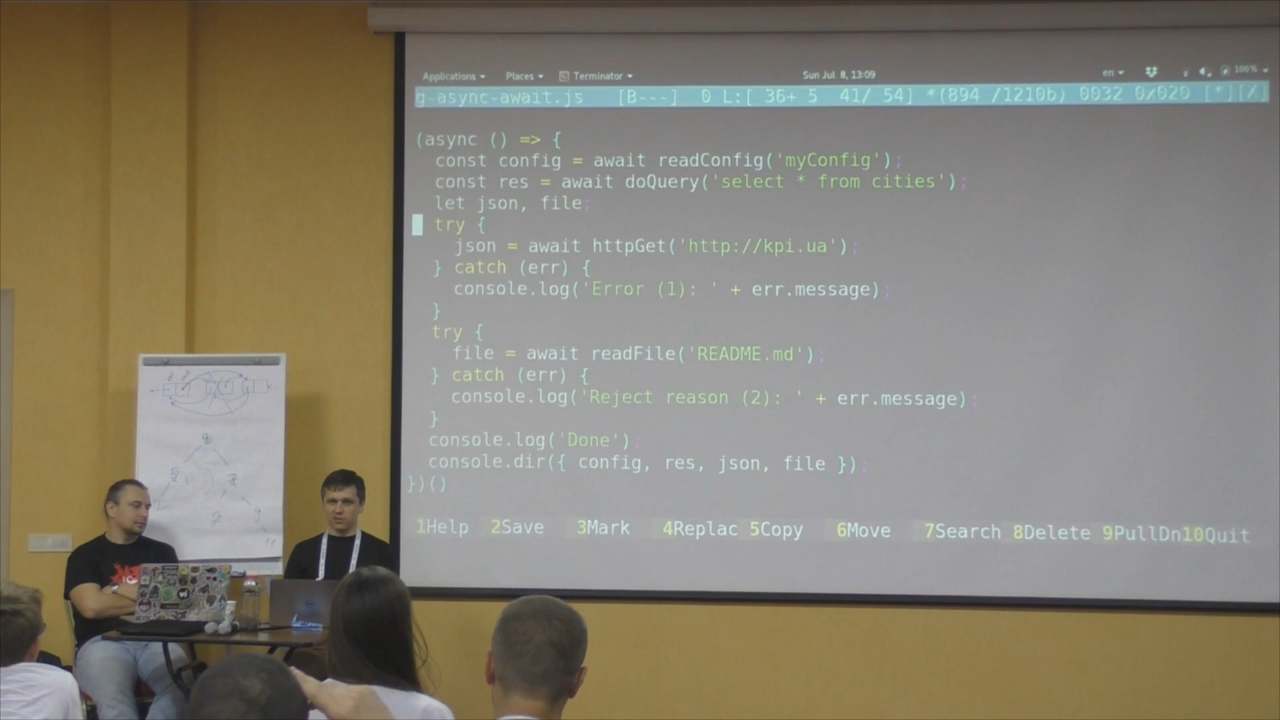 Applications Places Terminator Sun Jul 8, 13:09 en 100%
g-async-await.js [B---] 0 L:[ 36+ 5 41/ 54] *(894 /1210b) 0032 0x020 [*][X]
(async () => {
const config = await readConfig('myConfig');
const res = await doQuery('select * from cities');
let json, file;
try {
json = await httpGet('http://kpi.ua');
} catch (err) {
console.log('Error (1): ' + err.message);
}
try {
file = await readFile('README.md');
} catch (err) {
console.log('Reject reason (2): ' + err.message);
}
console.log('Done');
console.dir({ config, res, json, file });
})()
1Help 2Save 3Mark 4Replac 5Copy 6Move 7Search 8Delete 9PullDn 10Quit